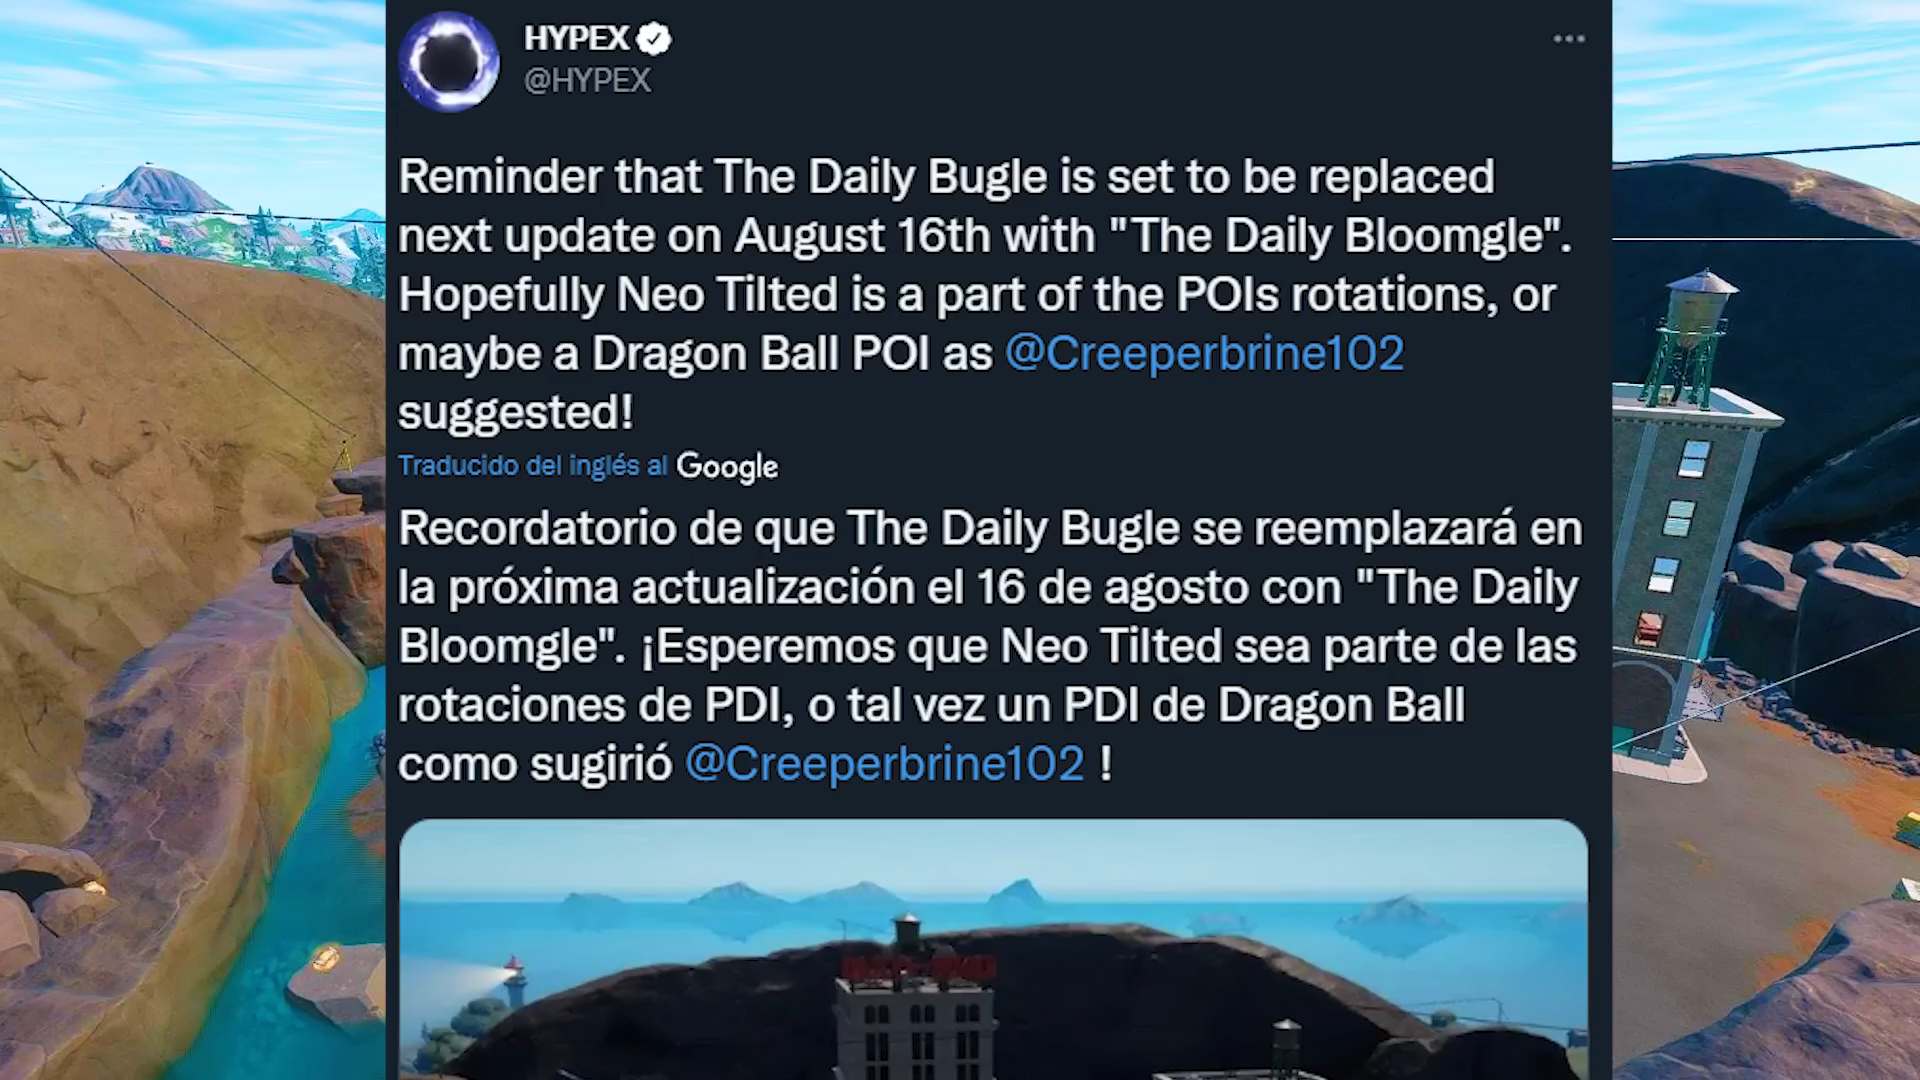 HYPEX
@HYPEX
Reminder that The Daily Bugle is set to be replaced
next update on August 16th with "The Daily Bloomgle".
Hopefully Neo Tilted is a part of the POIs rotations, or
maybe a Dragon Ball POI as @Creeperbrine102
suggested!
Traducido del inglés al Google
Recordatorio de que The Daily Bugle se reemplazará en
la próxima actualización el 16 de agosto con "The Daily
Bloomgle". ¡Esperemos que Neo Tilted sea parte de las
rotaciones de PDI, o tal vez un PDI de Dragon Ball
como sugirió @Creeperbrine102 !